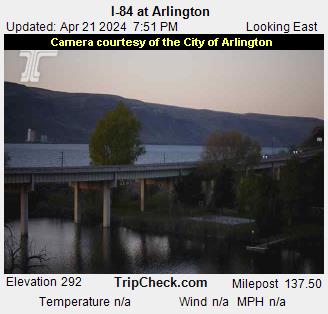 I-84 at Arlington
Updated: Apr 21 2024 7:51 PM Looking East
Camera courtesy of the City of Arlington
Elevation 292 TripCheck.com Milepost 137.50
Temperature n/a Wind n/a MPH n/a